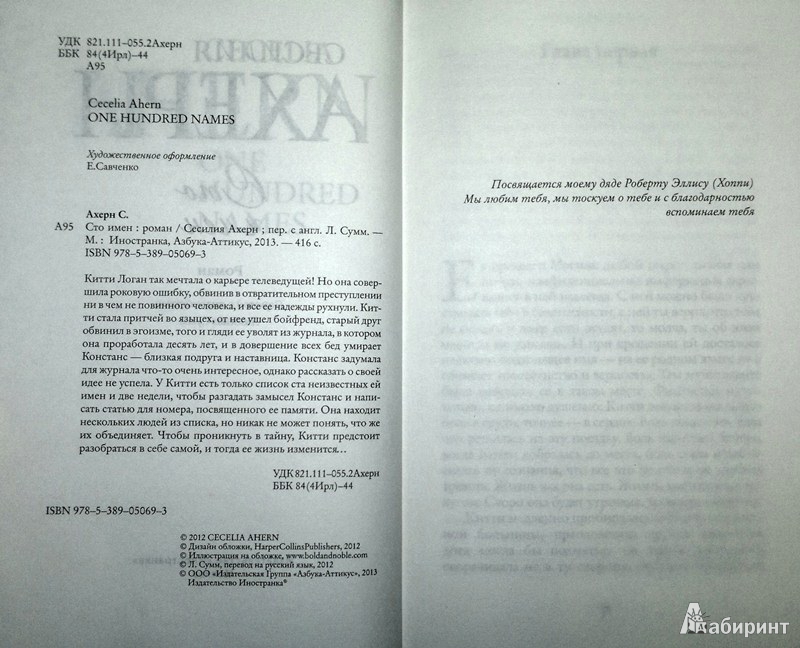 УДК 821.111–055.2Ахерн
ББК 84(4Ирл)–44
А95
Cecelia Ahern
ONE HUNDRED NAMES
Художественное оформление
Е.Савченко
Ахерн С.
А95 Сто имен : роман / Сесилия Ахерн ; пер. с англ. Л. Сумм. —
М. : Иностранка, Азбука-Аттикус, 2013. — 416 с.
ISBN 978–5–389–05069–3
Китти Логан так мечтала о карьере телеведущей! Но она совер-
шила роковую ошибку, обвинив в отвратительном преступлении
ни в чем не повинного человека, и все ее надежды рухнули. Кит-
ти стала притчей во языцех, от нее ушел бойфренд, старый друг
обвинил в эгоизме, того и гляди ее уволят из журнала, в котором
она проработала десять лет, и в довершение всех бед умирает
Констанс — близкая подруга и наставница. Констанс задумала
для журнала что-то очень интересное, однако рассказать о своей
идее не успела. У Китти есть только список ста неизвестных ей
имен и две недели, чтобы разгадать замысел Констанс и напи-
сать статью для номера, посвященного ее памяти. Она находит
нескольких людей из списка, но никак не может понять, что же
их объединяет. Чтобы проникнуть в тайну, Китти предстоит
разобраться в себе самой, и тогда ее жизнь изменится...
УДК 821.111–055.2Ахерн
ББК 84(4Ирл)–44
ISBN 978–5–389–05069–3
© 2012 CECELIA AHERN
© Дизайн обложки, HarperCollinsPublishers, 2012
© Иллюстрация на обложке, www.boldandnoble.com
© Л. Сумм, перевод на русский язык, 2012
© ООО «Издательская Группа «Азбука-Аттикус», 2013
Издательство Иностранка®
Посвящается моему дяде Роберту Эллису (Хоппи)
Мы любим тебя, мы тоскуем о тебе и с благодарностью
вспоминаем тебя
Лабиринт